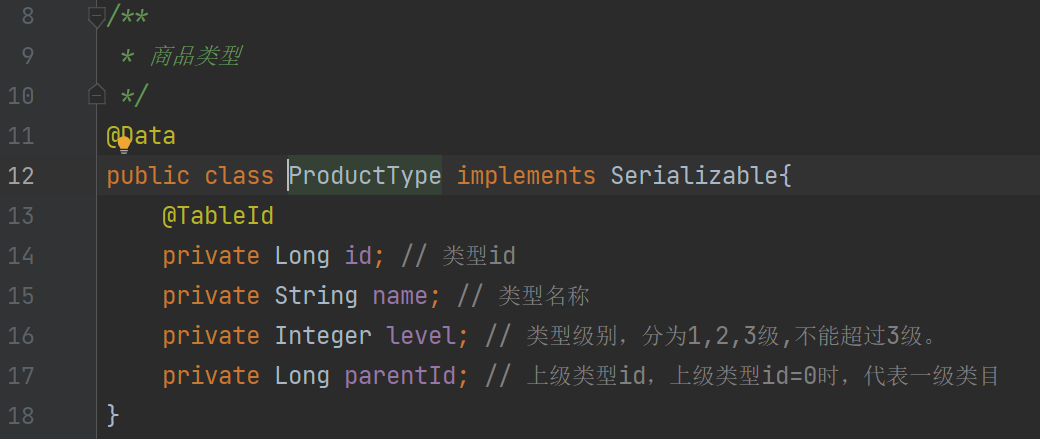 8 /**
9 * 商品类型
10 */
11 @Data
12 public class ProductType implements Serializable{
13 @TableId
14 private Long id; // 类型id
15 private String name; // 类型名称
16 private Integer level; // 类型级别，分为1,2,3级,不能超过3级。
17 private Long parentId; // 上级类型id，上级类型id=0时，代表一级类目
18 }